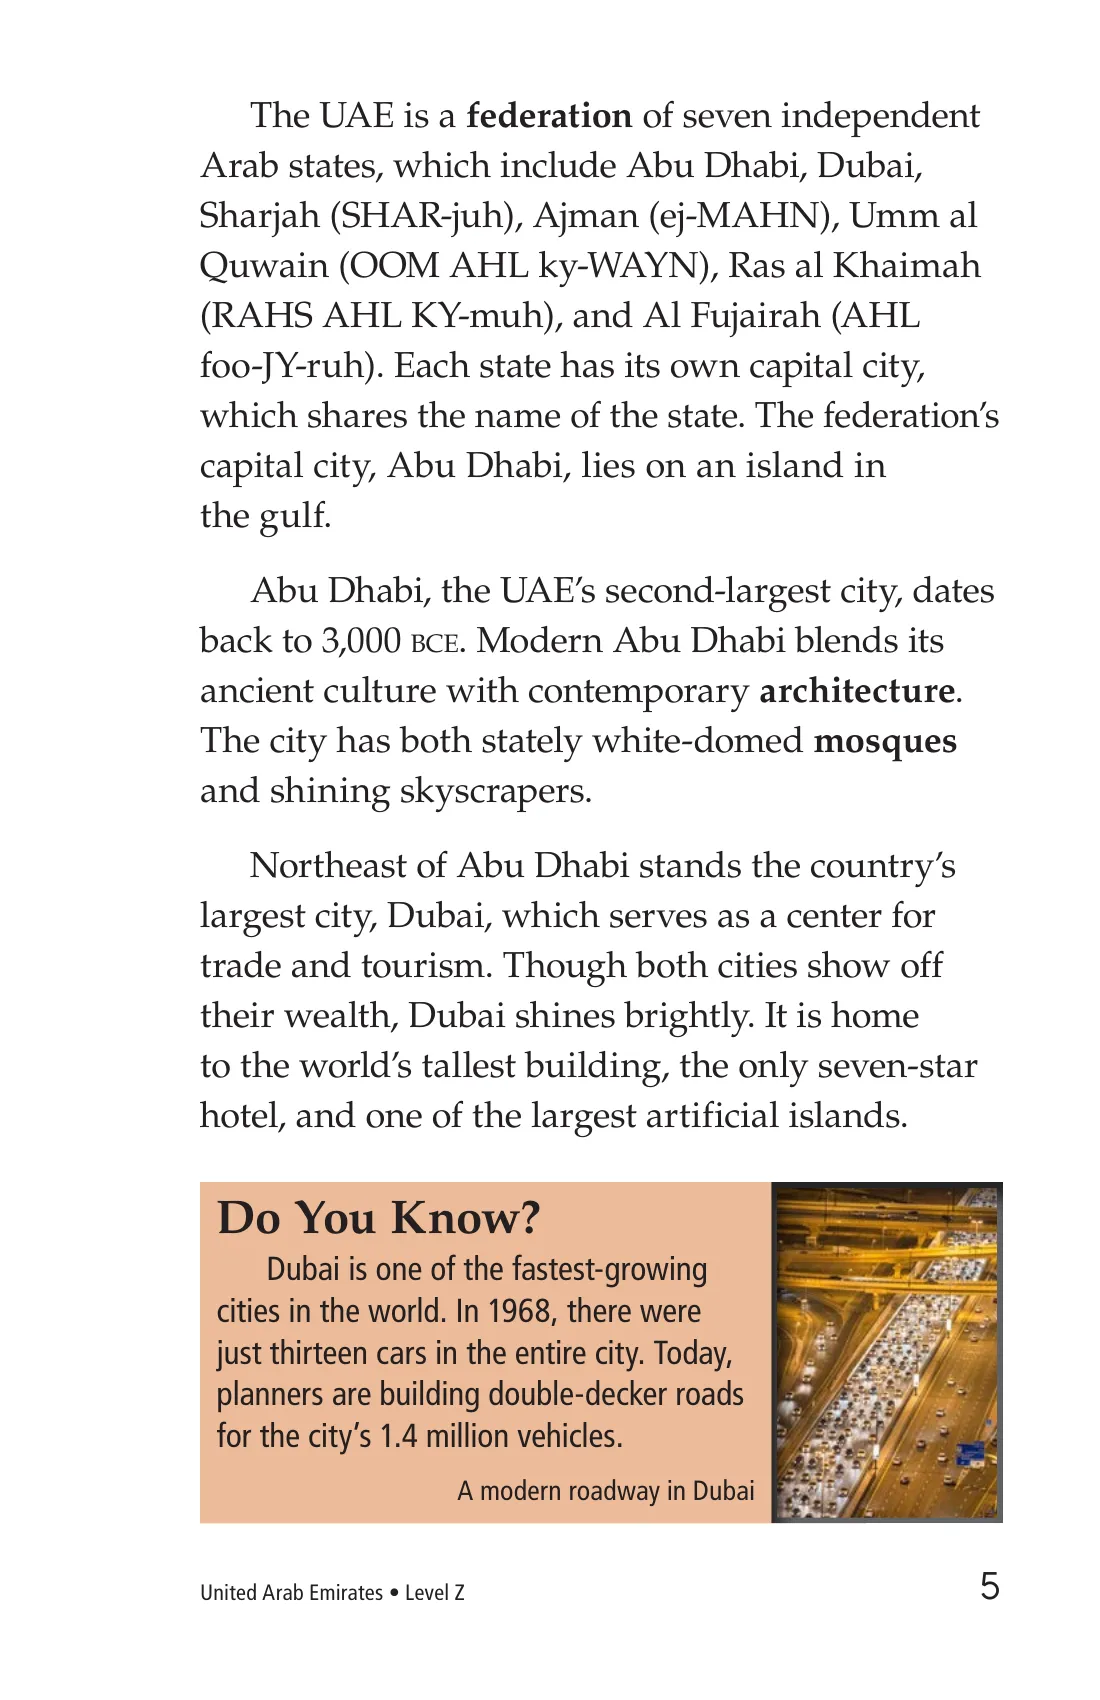 The UAE is a federation of seven independent
Arab states, which include Abu Dhabi, Dubai,
Sharjah (SHAR-juh), Ajman (ej-MAHN), Umm al
Quwain (OOM AHL ky-WAYN), Ras al Khaimah
(RAHS AHL KY-muh), and Al Fujairah (AHL
foo-JY-ruh). Each state has its own capital city,
which shares the name of the state. The federation’s
capital city, Abu Dhabi, lies on an island in
the gulf.
Abu Dhabi, the UAE’s second-largest city, dates
back to 3,000 BCE. Modern Abu Dhabi blends its
ancient culture with contemporary architecture.
The city has both stately white-domed mosques
and shining skyscrapers.
Northeast of Abu Dhabi stands the country’s
largest city, Dubai, which serves as a center for
trade and tourism. Though both cities show off
their wealth, Dubai shines brightly. It is home
to the world’s tallest building, the only seven-star
hotel, and one of the largest artificial islands.
Do You Know?
Dubai is one of the fastest-growing
cities in the world. In 1968, there were
just thirteen cars in the entire city. Today,
planners are building double-decker roads
for the city’s 1.4 million vehicles.
A modern roadway in Dubai
United Arab Emirates • Level Z
5